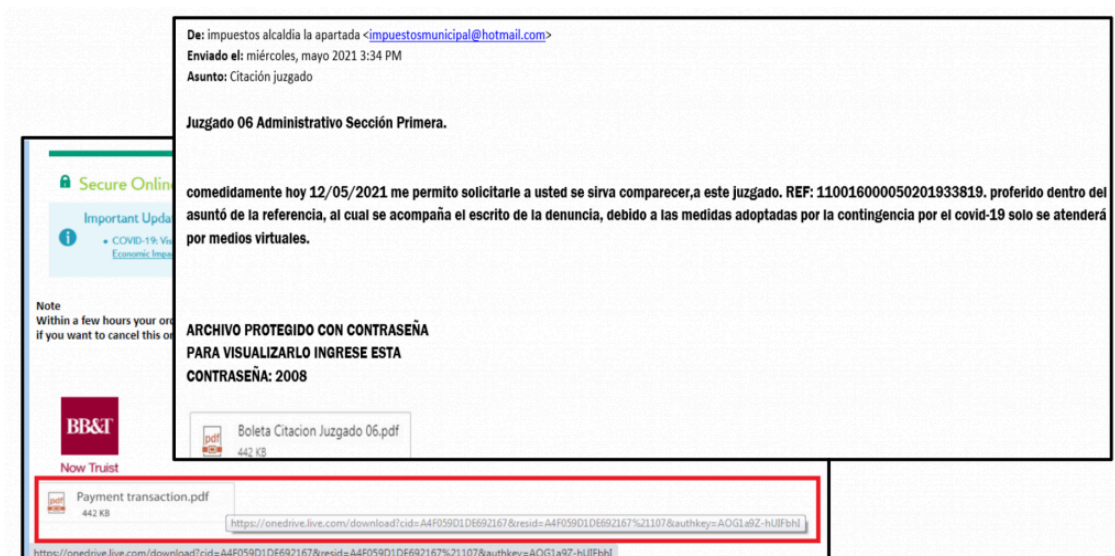 De: impuestos alcaldia la apartada <impuestosmunicipal@hotmail.com>
Enviado el: miércoles, mayo 2021 3:34 PM
Asunto: Citación juzgado
Juzgado 06 Administrativo Sección Primera.
comedidamente hoy 12/05/2021 me permito solicitarle a usted se sirva comparecer,a este juzgado. REF: 110016000050201933819. proferido dentro del
asuntó de la referencia, al cual se acompaña el escrito de la denuncia, debido a las medidas adoptadas por la contingencia por el covid-19 solo se atenderá
por medios virtuales.
ARCHIVO PROTEGIDO CON CONTRASEÑA
PARA VISUALIZARLO INGRESE ESTA
CONTRASEÑA: 2008
pdf
Boleta Citacion Juzgado 06.pdf
442 KB
Secure Onlin
Important Upda
• COVID-19: Vis
Economic Impa
Note
Within a few hours your ord
if you want to cancel this or
BB&T
Now Truist
pdf
Payment transaction.pdf
442 KB
https://onedrive.live.com/download?cid=A4F059D1DE692167&resid=A4F059D1DE692167%21107&authkey=AOG1a9Z-hUIFbhI
https://onedrive.live.com/download?cid=A4F059D1DE692167&resid=A4F059D1DE692167%21107&authkey=AOG1a9Z-hUIFbhI